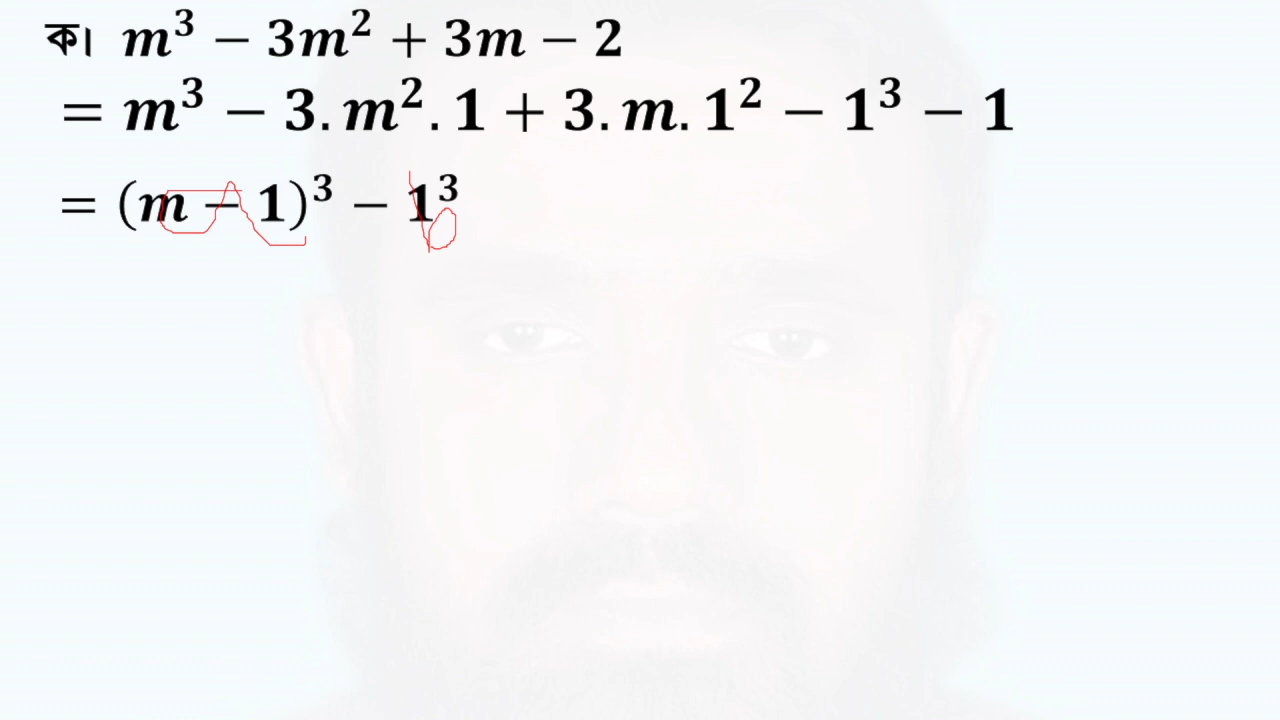 ক। m³ − 3m² + 3m − 2
= m³ − 3.m².1 + 3.m.1² − 1³ − 1
= (m − 1)³ − 1³